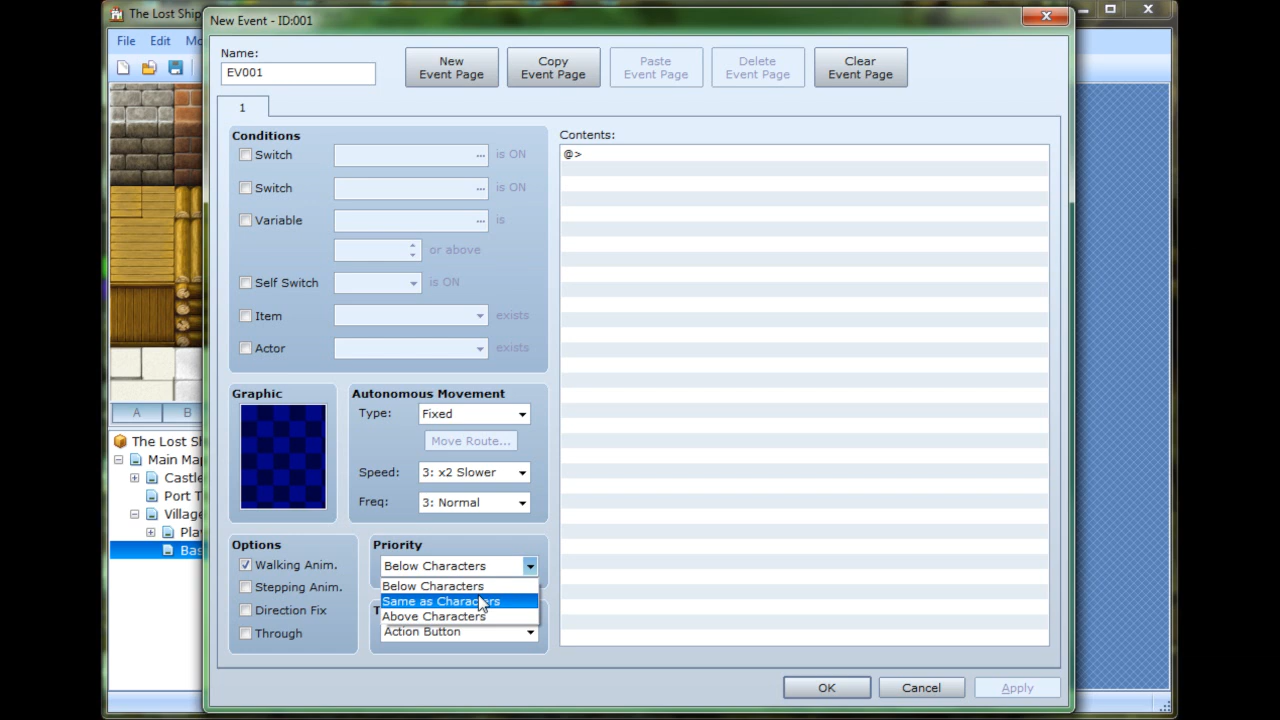 The Lost Ship
New Event - ID:001
File Edit Mo
Name:
EV001
New
Event Page
Copy
Event Page
Paste
Event Page
Delete
Event Page
Clear
Event Page
1
Conditions
Switch ... is ON
Switch ... is ON
Variable ... is
or above
Self Switch is ON
Item exists
Actor exists
Contents:
@>
Graphic
Autonomous Movement
Type: Fixed
Move Route...
Speed: 3: x2 Slower
Freq: 3: Normal
Options
Walking Anim.
Stepping Anim.
Direction Fix
Through
Priority
Below Characters
Below Characters
Same as Characters
Above Characters
T
Action Button
A B
The Lost Sh
Main Map
Castle
Port T
Village
Pla
Bas
OK Cancel Apply